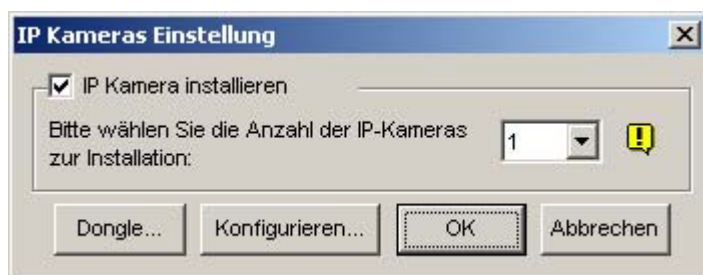 IP Kameras Einstellung
IP Kamera installieren
Bitte wählen Sie die Anzahl der IP-Kameras
zur Installation:
1
Dongle... Konfigurieren... OK Abbrechen